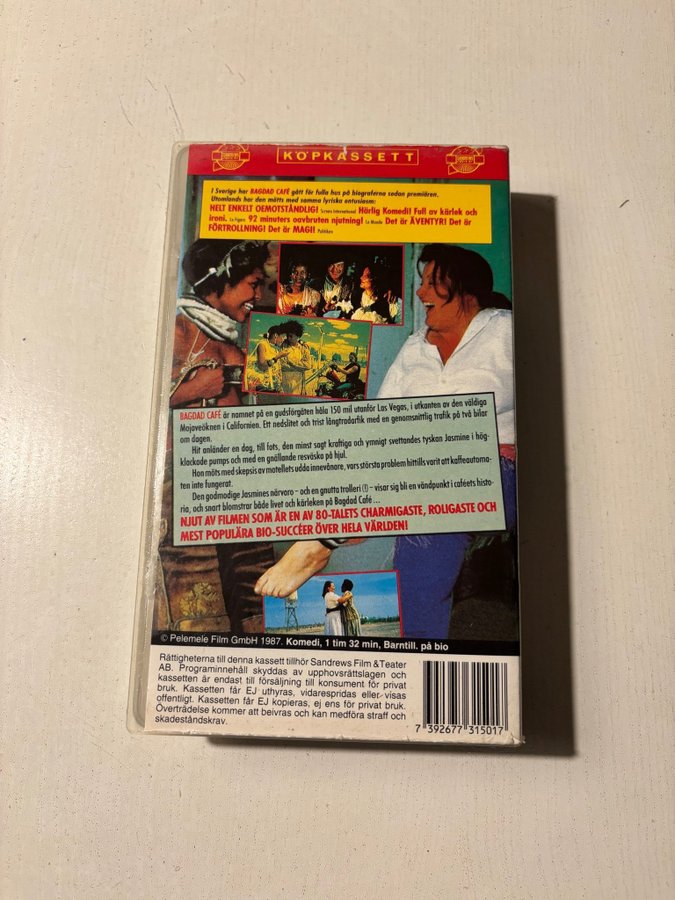 KÖPKASSETT
I Sverige har BAGDAD CAFÉ gått för fulla hus på biograferna sedan premiären.
Utomlands har den mötts med samma lyriska entusiasm:
HELT ENKELT OEMOTSTÅNDLIG! Screen International Härlig Komedi! Full av kärlek och
ironi. Le Figaro 92 minuters oavbruten njutning! Le Monde Det är ÄVENTYR! Det är
FÖRTROLLNING! Det är MAGI! Politiken
BAGDAD CAFÉ är namnet på en gudsförgäten håla 150 mil utanför Las Vegas, i utkanten av den väldiga
Mojaveöknen i Californien. Ett nedslitet och trist långtradarfik med en genomsnittlig trafik på två bilar
om dagen.
Hit anländer en dag, till fots, den minst sagt kraftiga och ymnigt svettandes tyskan Jasmine i hög-
klackade pumps och med en gnällande resväska på hjul.
Hon möts med skepsis av motellets udda innevånare, vars största problem hittills varit att kaffeautoma-
ten inte fungerat.
Den godmodige Jasmines närvaro – och en gnutta trolleri (!) – visar sig bli en vändpunkt i caféets histo-
ria, och snart blomstrar både livet och kärleken på Bagdad Café ...
NJUT AV FILMEN SOM ÄR EN AV 80-TALETS CHARMIGASTE, ROLIGASTE OCH
MEST POPULÄRA BIO-SUCCÉER ÖVER HELA VÄRLDEN!
© Pelemele Film GmbH 1987. Komedi, 1 tim 32 min, Barntill. på bio
Rättigheterna till denna kassett tillhör Sandrews Film & Teater
AB. Programinnehåll skyddas av upphovsrättslagen och
kassetten är endast till försäljning till konsument för privat
bruk. Kassetten får EJ uthyras, vidarespridas eller visas
offentligt. Kassetten får EJ kopieras, ej ens för privat bruk.
Överträdelse kommer att beivras och kan medföra straff och
skadeståndskrav.
7 392677 315017